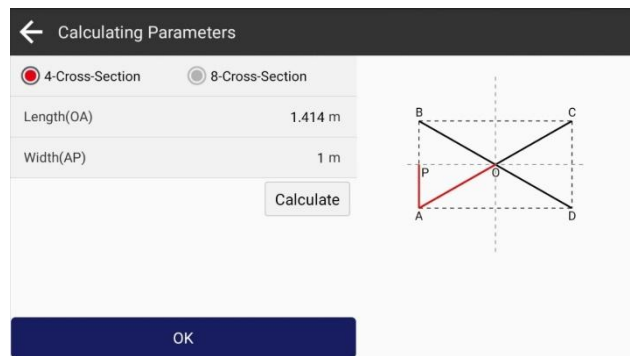 Calculating Parameters
4-Cross-Section 8-Cross-Section
Length(OA) 1.414 m
Width(AP) 1 m
Calculate
OK
B C
P O
A D